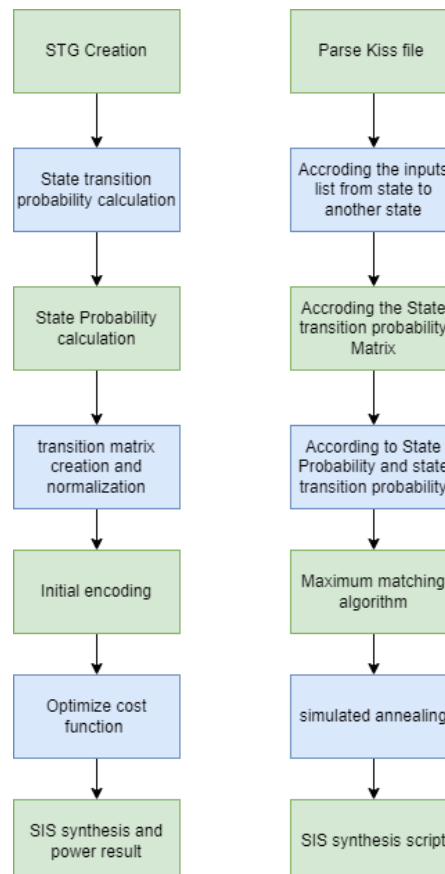 STG Creation
State transition
probability calculation
State Probability
calculation
transition matrix
creation and
normalization
Initial encoding
Optimize cost
function
SIS synthesis and
power result
Parse Kiss file
Accroding the inputs
list from state to
another state
Accroding the State
transition probability
Matrix
According to State
Probability and state
transition probability
Maximum matching
algorithm
simulated annealing
SIS synthesis script